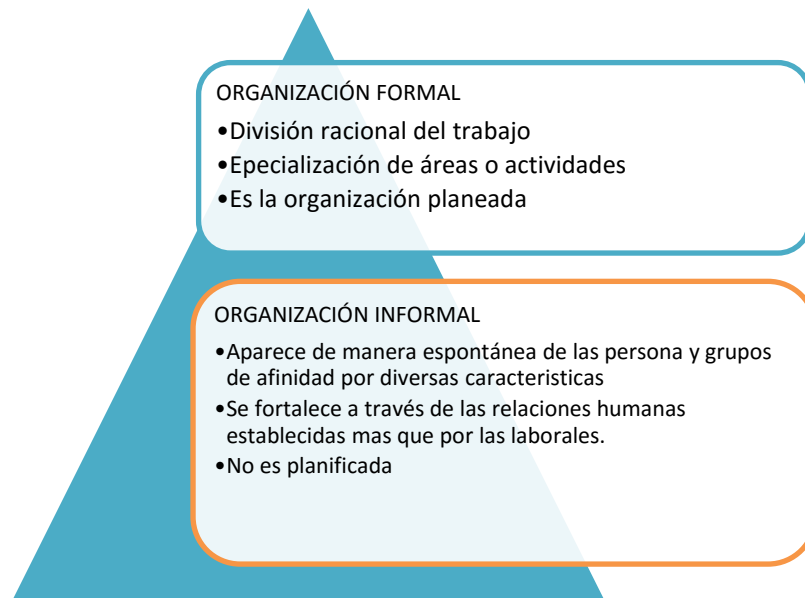 ORGANIZACIÓN FORMAL
•División racional del trabajo
•Epecialización de áreas o actividades
•Es la organización planeada
ORGANIZACIÓN INFORMAL
•Aparece de manera espontánea de las persona y grupos
de afinidad por diversas caracteristicas
•Se fortalece a través de las relaciones humanas
establecidas mas que por las laborales.
•No es planificada